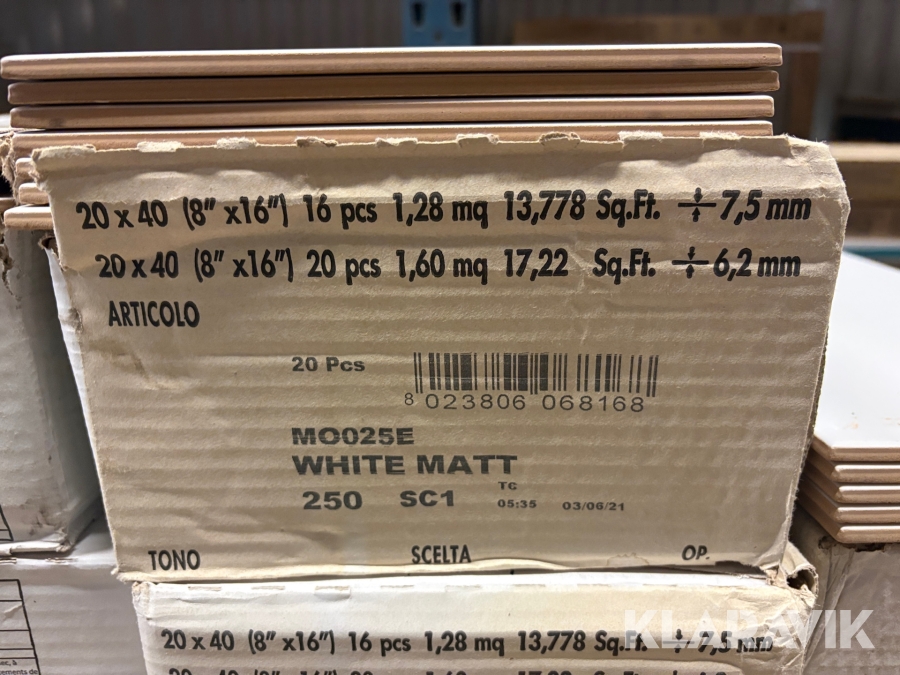 20 x 40 (8" x16") 16 pcs 1,28 mq 13,778 Sq.Ft. ÷ 7,5 mm
20 x 40 (8" x16") 20 pcs 1,60 mq 17,22 Sq.Ft. ÷ 6,2 mm
ARTICOLO
20 Pcs
8 023806 068168
MO025E
WHITE MATT
250 SC1 TC 05:35 03/06/21
TONO SCELTA OP.
20 x 40 (8" x16") 16 pcs 1,28 mq 13,778 Sq.Ft. ÷ 7,5 mm
KLARAVIK